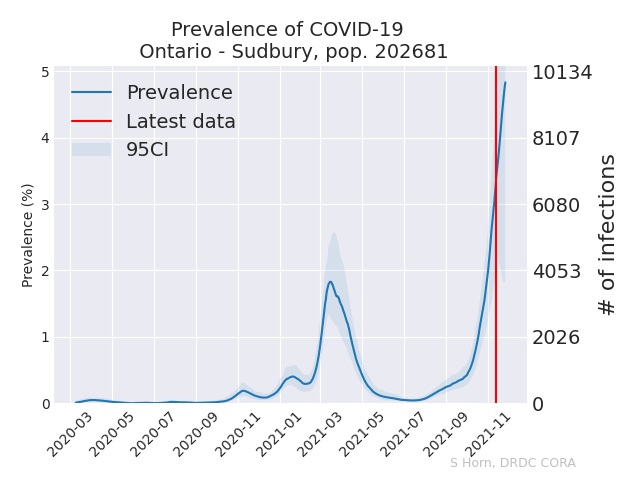 Prevalence of COVID-19
Ontario - Sudbury, pop. 202681
Prevalence
Latest data
95CI
Prevalence (%)
5
4
3
2
1
0
10134
8107
6080
4053
2026
0
# of infections
2020-03
2020-05
2020-07
2020-09
2020-11
2021-01
2021-03
2021-05
2021-07
2021-09
2021-11
S Horn, DRDC CORA